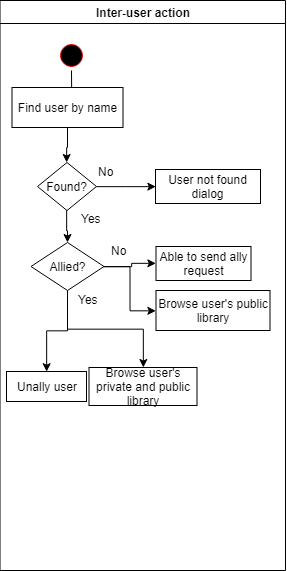 Inter-user action
Find user by name
Found?
No
User not found
dialog
Yes
Allied?
No
Able to send ally
request
Browse user's public
library
Yes
Unally user
Browse user's
private and public
library